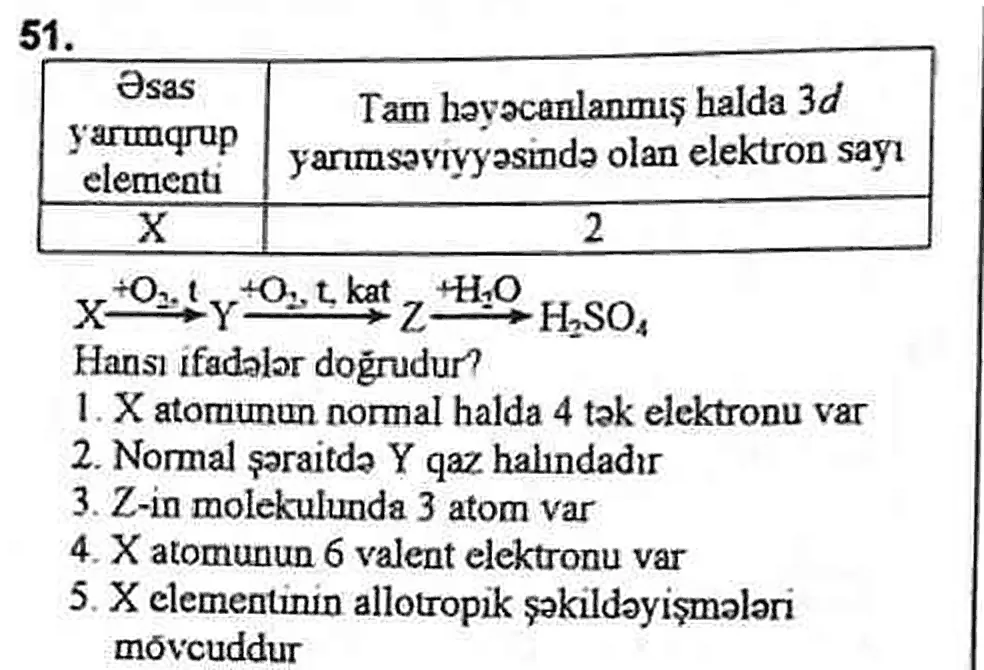 51.
Əsas
yarımqrup
elementi
Tam həyəcanlanmış halda 3d
yarımsəviyyəsində olan elektron sayı
X
2
X +O₂, t → Y +O₂, t, kat → Z +H₂O → H₂SO₄
Hansı ifadələr doğrudur?
1. X atomunun normal halda 4 tək elektronu var
2. Normal şəraitdə Y qaz halındadır
3. Z-in molekulunda 3 atom var
4. X atomunun 6 valent elektronu var
5. X elementinin allotropik şəkildəyişmələri
mövcuddur